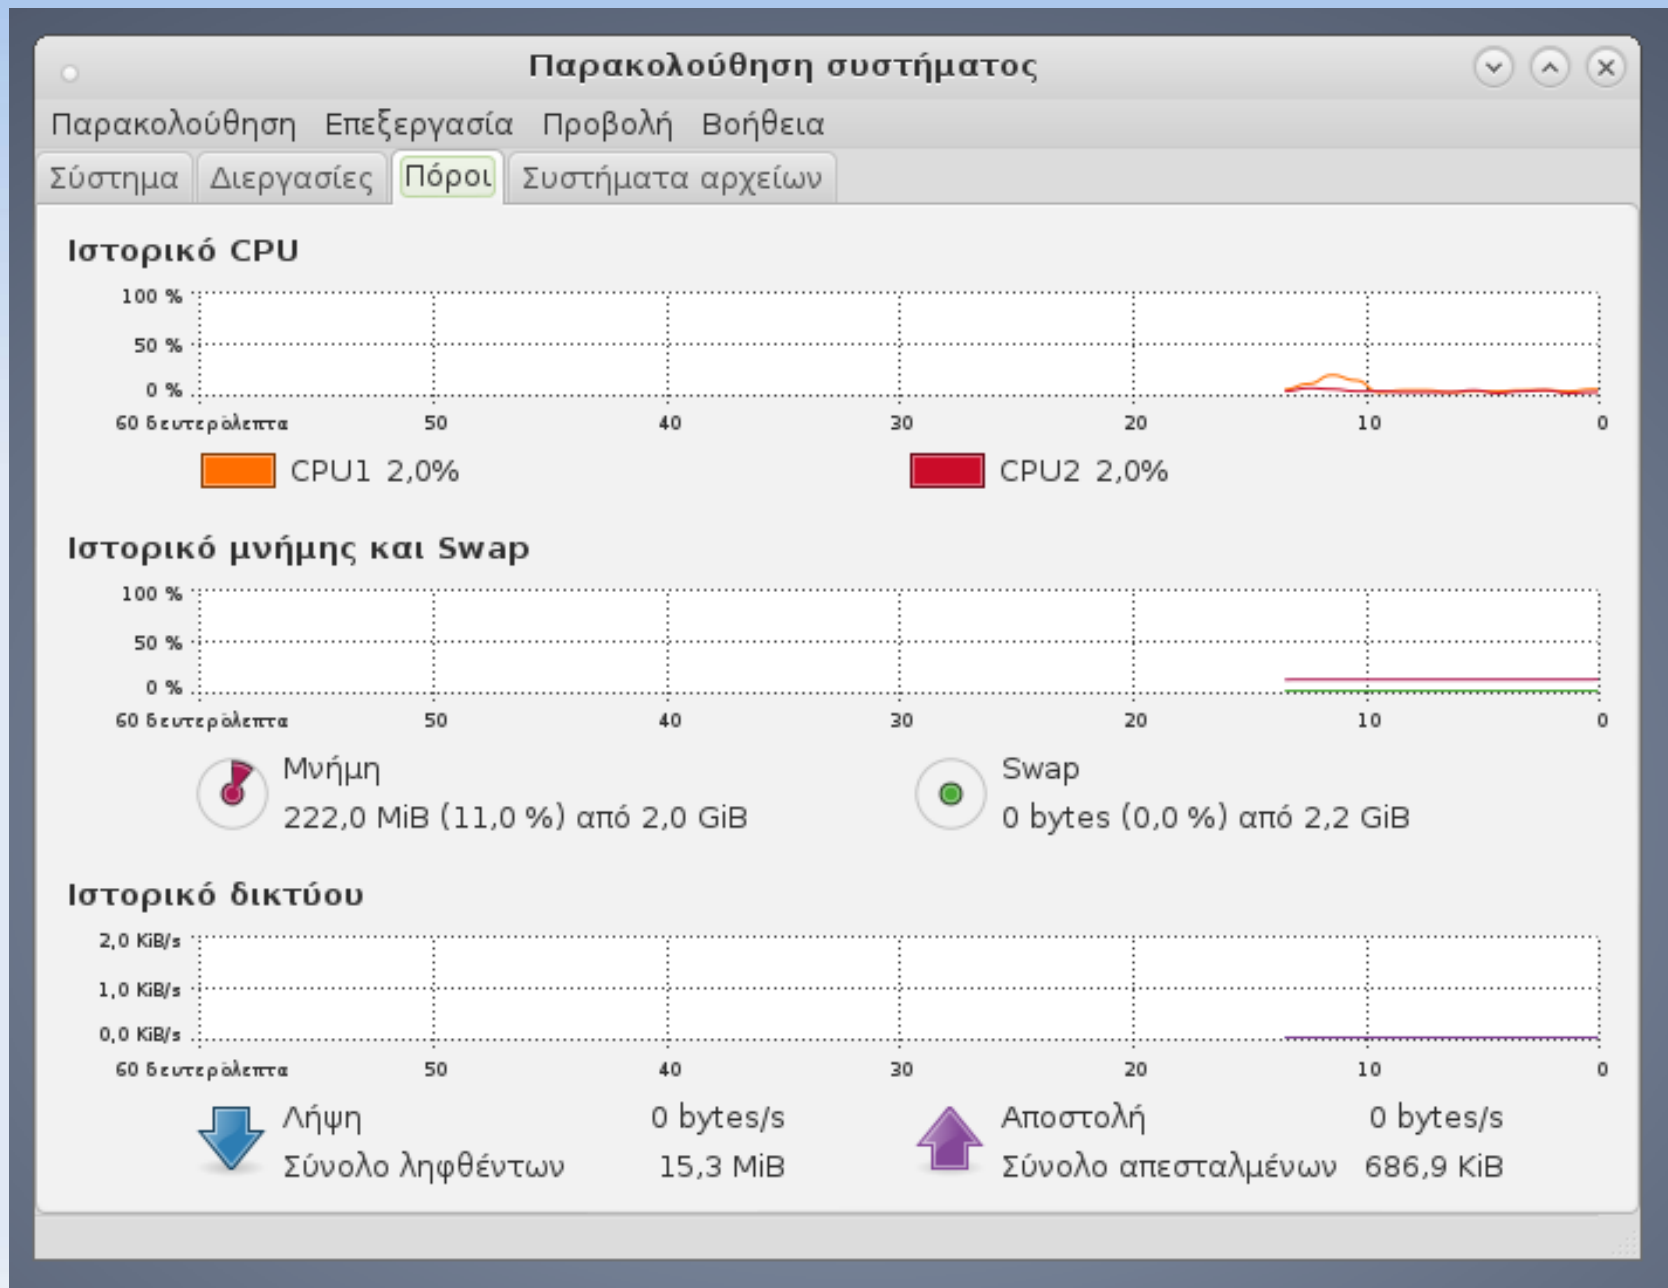 Παρακολούθηση συστήματος
Παρακολούθηση Επεξεργασία Προβολή Βοήθεια
Σύστημα Διεργασίες Πόροι Συστήματα αρχείων
Ιστορικό CPU
100 %
50 %
0 %
60 δευτερόλεπτα 50 40 30 20 10 0
CPU1 2,0% CPU2 2,0%
Ιστορικό μνήμης και Swap
100 %
50 %
0 %
60 δευτερόλεπτα 50 40 30 20 10 0
Μνήμη Swap
222,0 MiB (11,0 %) από 2,0 GiB 0 bytes (0,0 %) από 2,2 GiB
Ιστορικό δικτύου
2,0 KiB/s
1,0 KiB/s
0,0 KiB/s
60 δευτερόλεπτα 50 40 30 20 10 0
Λήψη 0 bytes/s Αποστολή 0 bytes/s
Σύνολο ληφθέντων 15,3 MiB Σύνολο απεσταλμένων 686,9 KiB